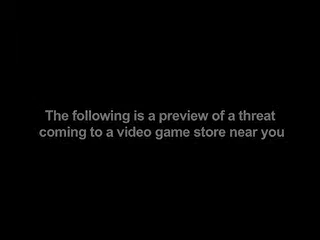 The following is a preview of a threat
coming to a video game store near you